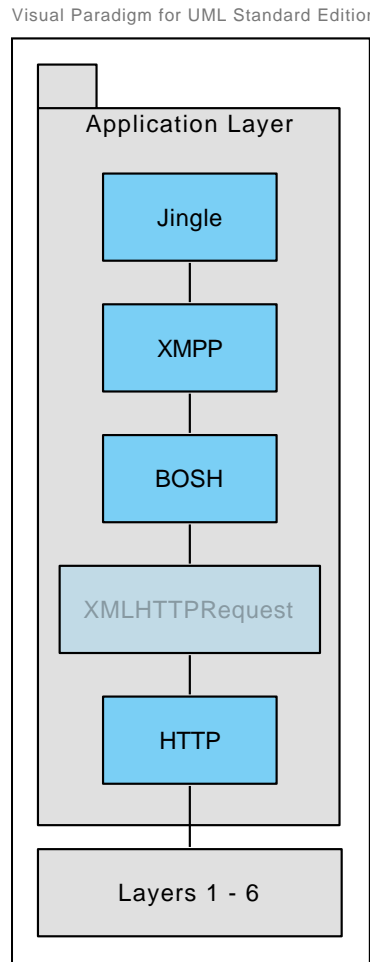 Visual Paradigm for UML Standard Edition
Application Layer
Jingle
XMPP
BOSH
XMLHTTPRequest
HTTP
Layers 1 - 6